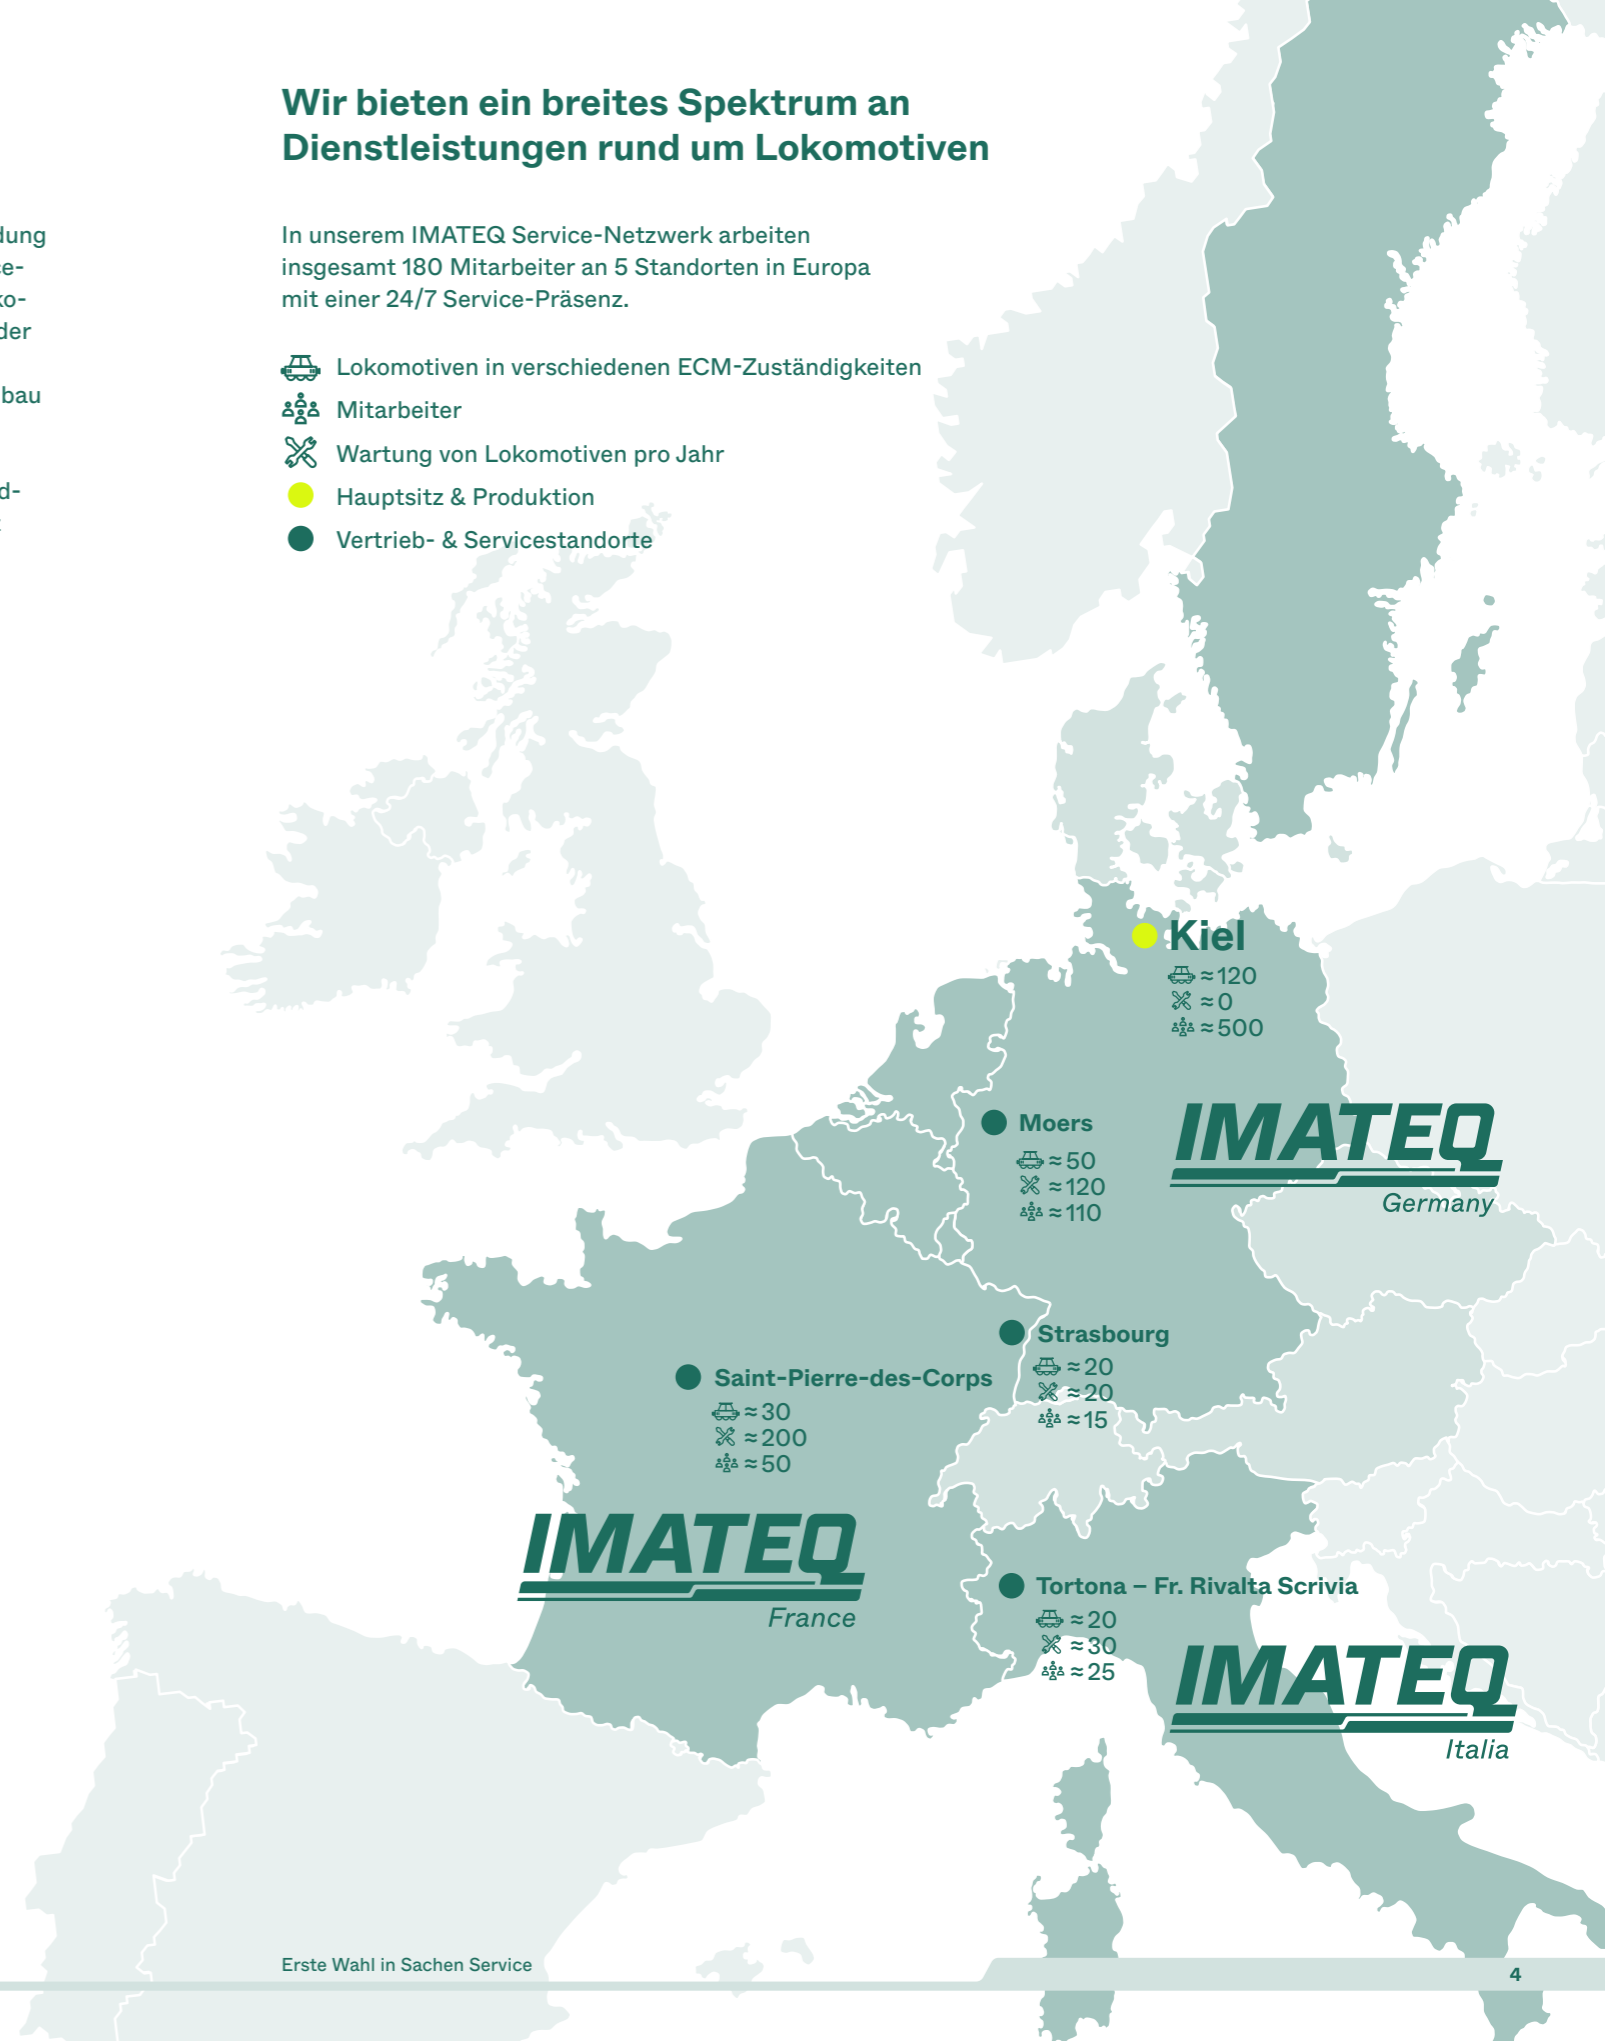 Wir bieten ein breites Spektrum an
Dienstleistungen rund um Lokomotiven
dung
e-
ko-
der
bau
d-
In unserem IMATEQ Service-Netzwerk arbeiten
insgesamt 180 Mitarbeiter an 5 Standorten in Europa
mit einer 24/7 Service-Präsenz.
Lokomotiven in verschiedenen ECM-Zuständigkeiten
Mitarbeiter
Wartung von Lokomotiven pro Jahr
Hauptsitz & Produktion
Vertrieb- & Servicestandorte
Kiel
≈120
≈0
≈500
Moers
≈50
≈120
≈110
IMATEQ
Germany
Strasbourg
≈20
≈20
≈15
Saint-Pierre-des-Corps
≈30
≈200
≈50
IMATEQ
France
Tortona – Fr. Rivalta Scrivia
≈20
≈30
≈25
IMATEQ
Italia
Erste Wahl in Sachen Service
4